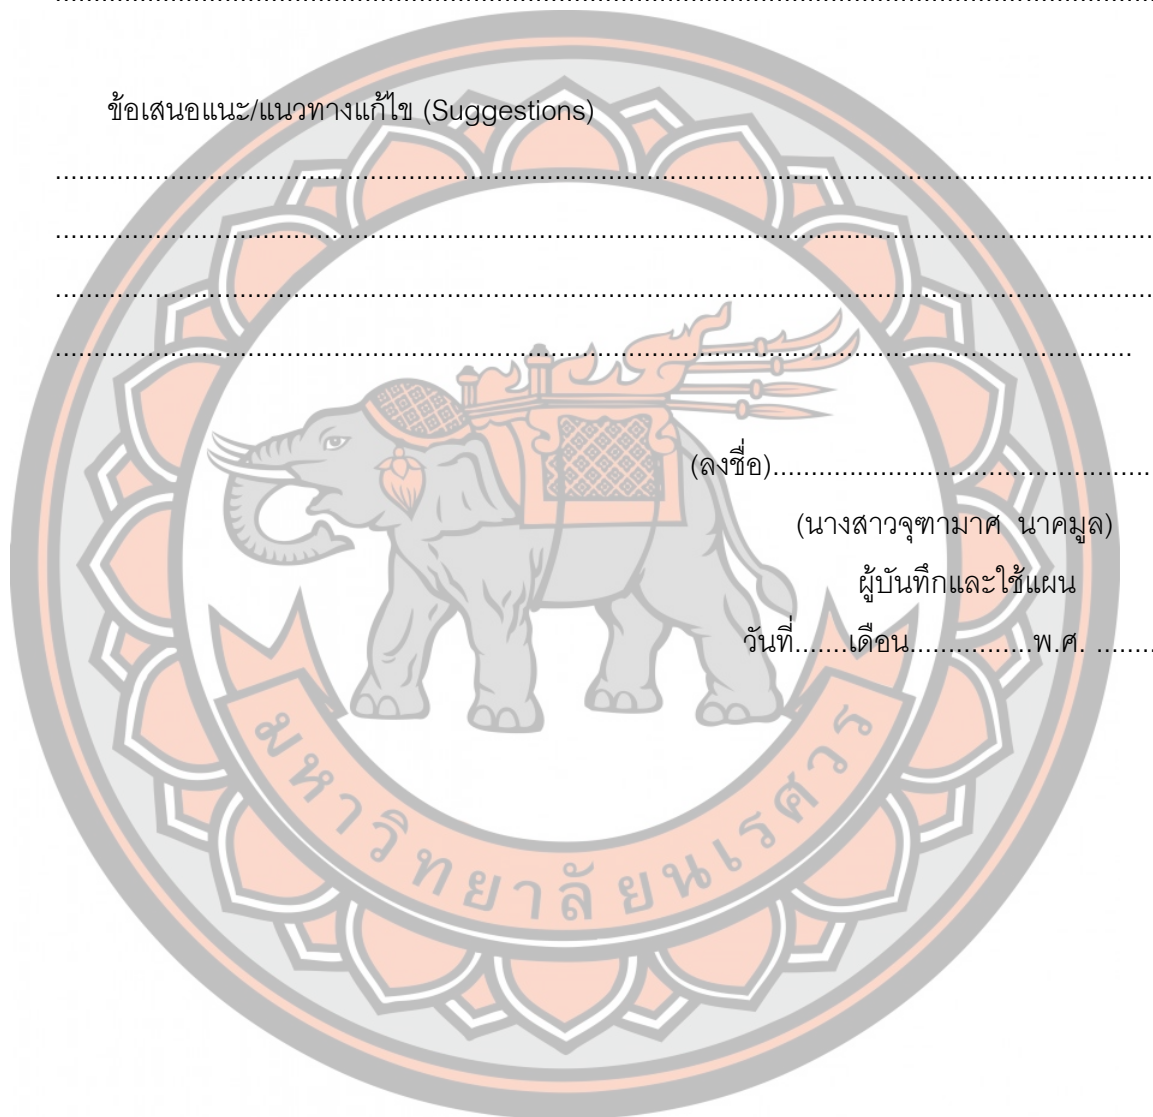 ................................................................................................................................................
ข้อเสนอแนะ/แนวทางแก้ไข (Suggestions)
................................................................................................................................................
................................................................................................................................................
................................................................................................................................................
.............................................................................................................................................
(ลงชื่อ)..................................................
(นางสาวจุฑามาศ นาคมูล)
ผู้บันทึกและใช้แผน
วันที่.......เดือน................พ.ศ. ........
มหาวิทยาลัยนเรศวร